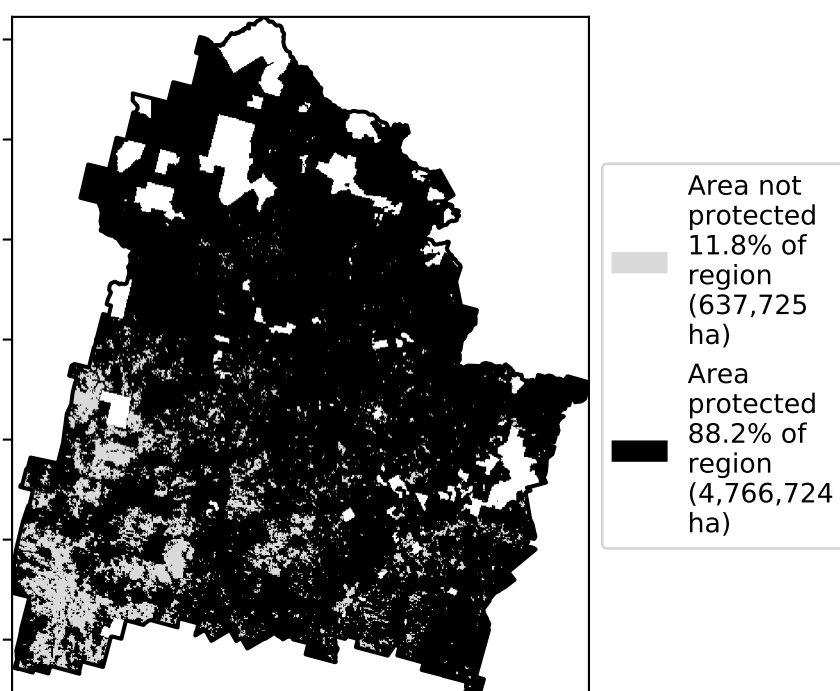 Area not
protected
11.8% of
region
(637,725
ha)
Area
protected
88.2% of
region
(4,766,724
ha)